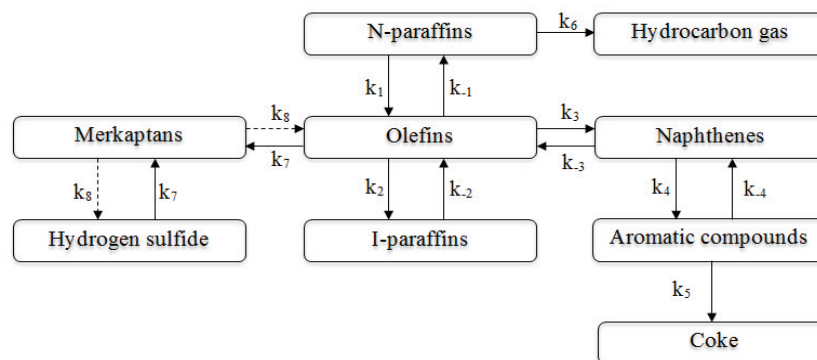 N-paraffins
k6
Hydrocarbon gas
k1
k-1
Merkaptans
k8
k7
Olefins
k3
k-3
Naphthenes
k8
k7
k2
k-2
k4
k-4
Hydrogen sulfide
I-paraffins
Aromatic compounds
k5
Coke